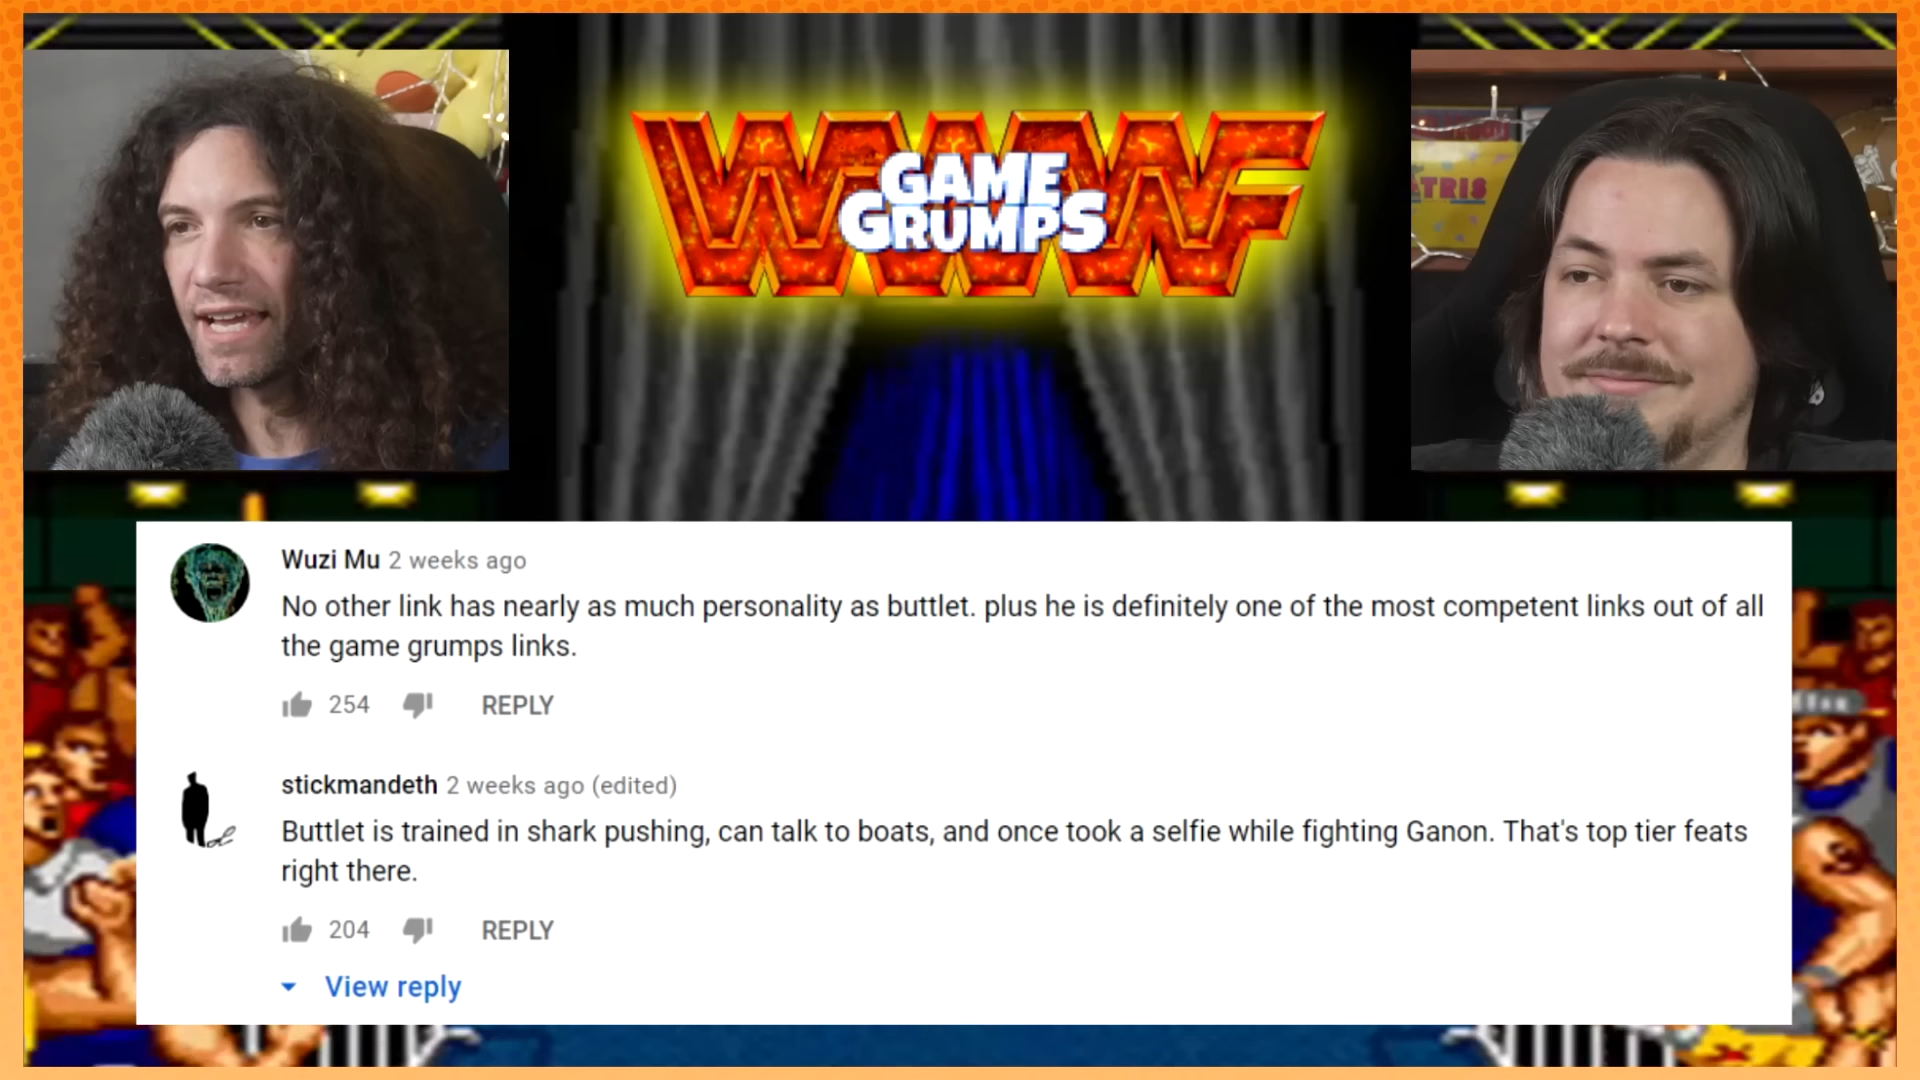 WWF
GAME
GRUMPS
TRIS
Wuzi Mu 2 weeks ago
No other link has nearly as much personality as buttlet. plus he is definitely one of the most competent links out of all
the game grumps links.
254 REPLY
stickmandeth 2 weeks ago (edited)
Buttlet is trained in shark pushing, can talk to boats, and once took a selfie while fighting Ganon. That's top tier feats
right there.
204 REPLY
View reply